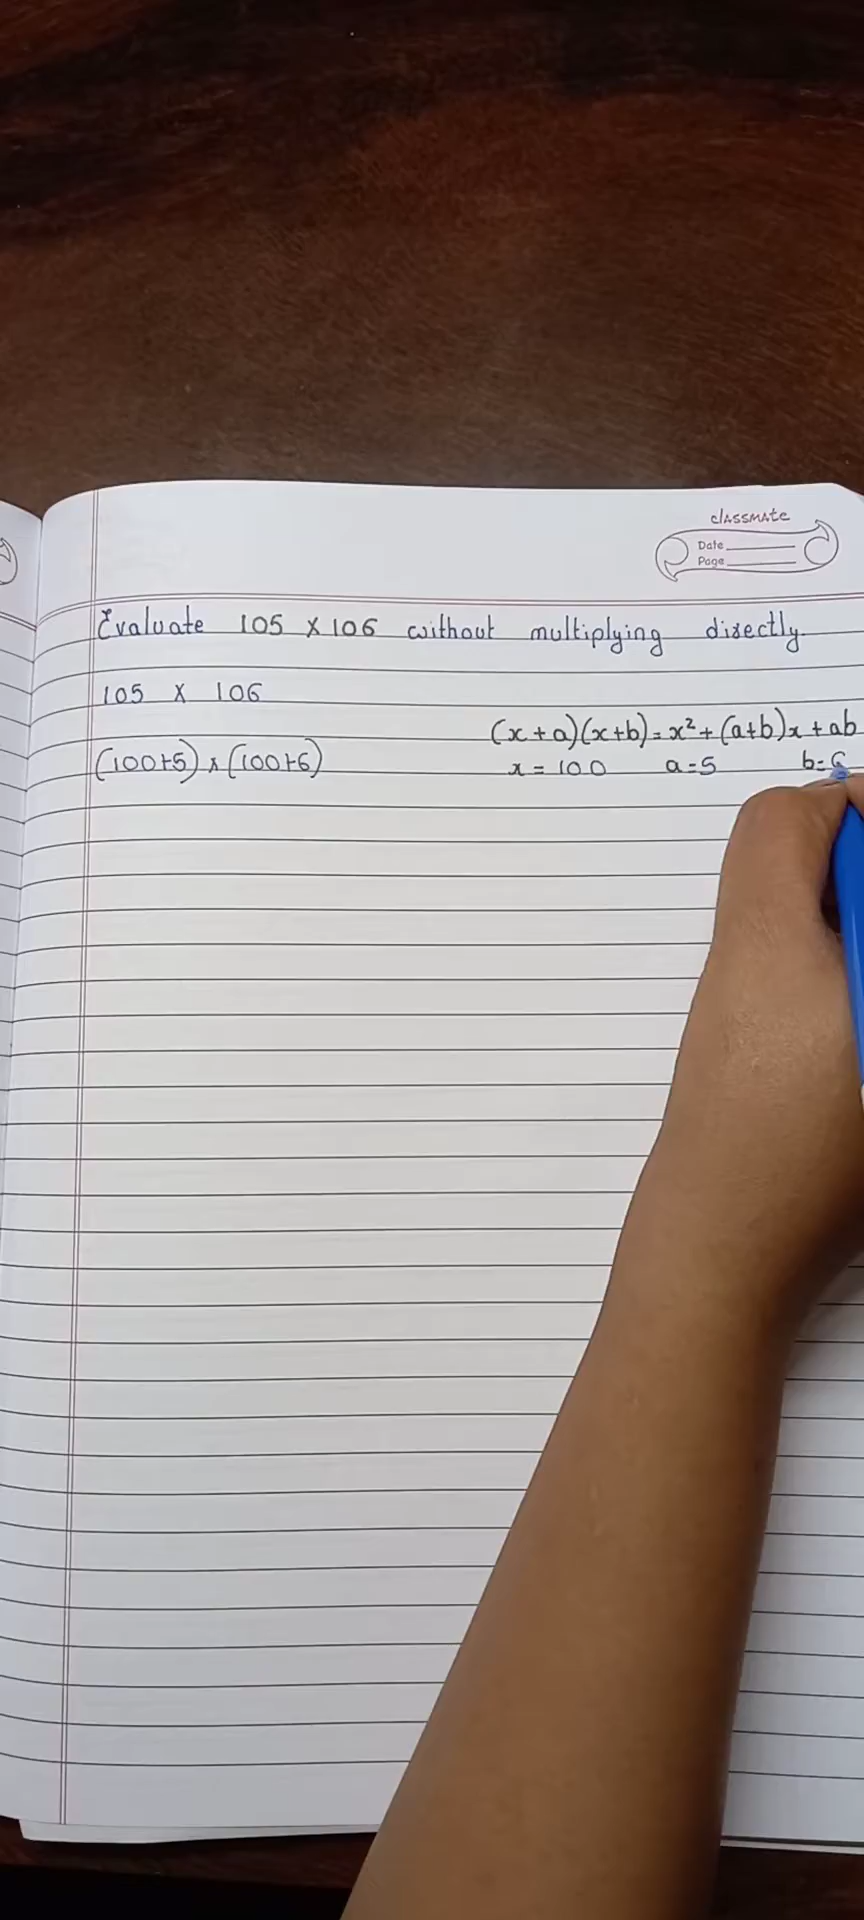 classmate
Date
Page
Evaluate 105 x 106 without multiplying directly.
105 x 106
(x+a)(x+b)=x²+(a+b)x+ab
(100+5) x (100+6)
x = 100 a=5 b=6